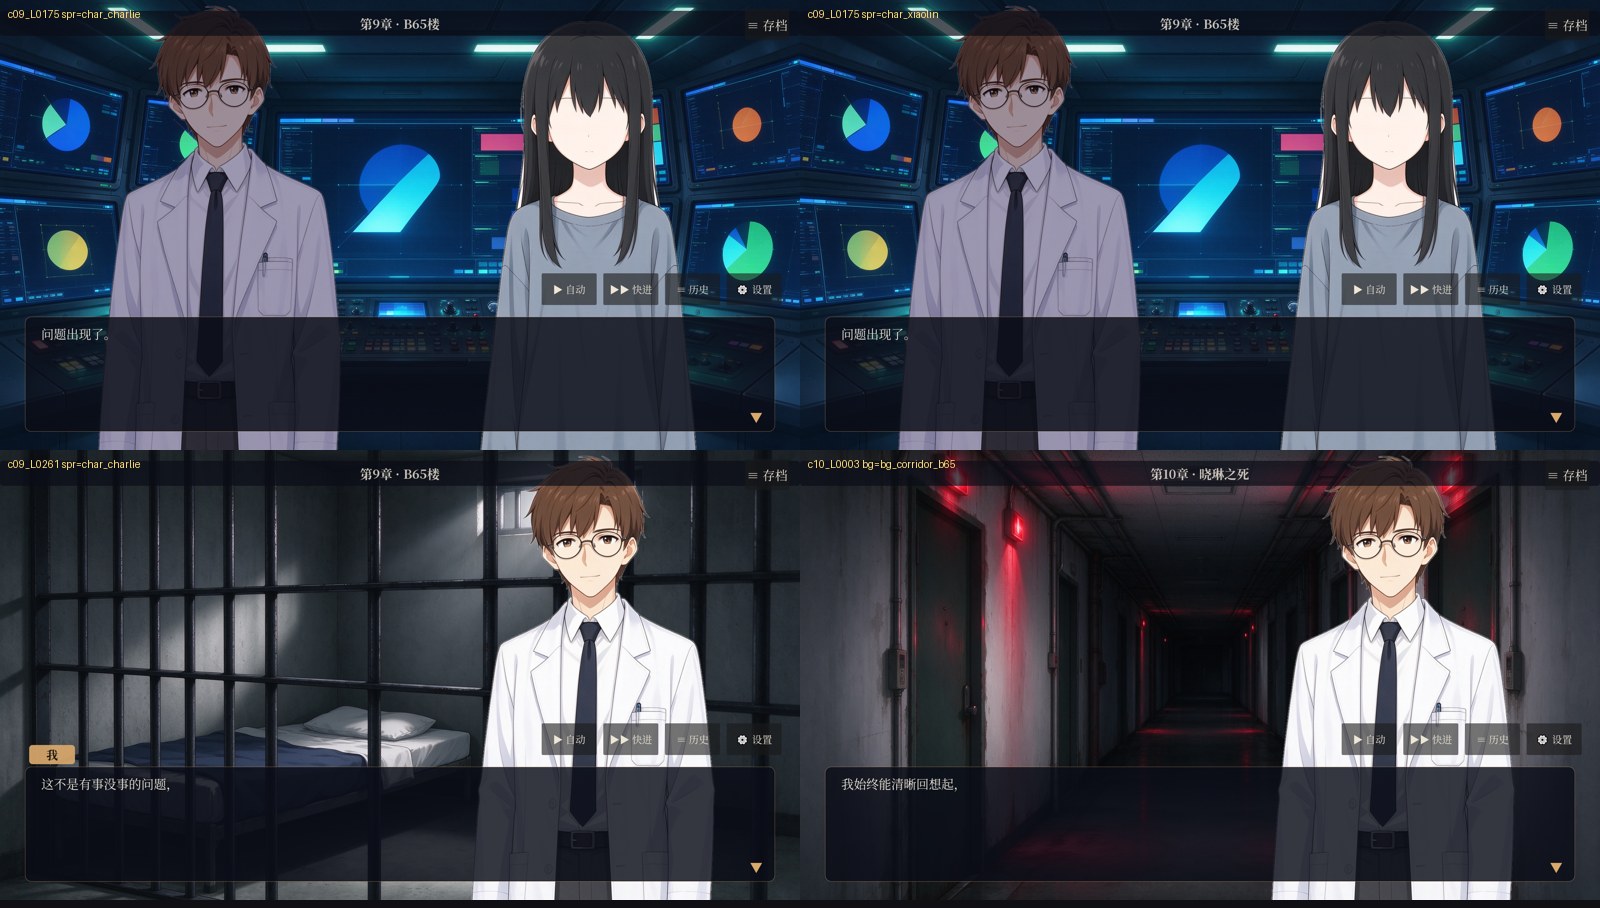 c09_L0175 spr=char_charlie
第9章 · B65楼
≡ 存档
▶ 自动
▶▶ 快进
≡ 历史
设置
问题出现了。
c09_L0175 spr=char_xiaolin
第9章 · B65楼
≡ 存档
▶ 自动
▶▶ 快进
≡ 历史
设置
问题出现了。
c09_L0261 spr=char_charlie
第9章 · B65楼
≡ 存档
▶ 自动
▶▶ 快进
≡ 历史
设置
我
这不是有事没事的问题,
c10_L0003 bg=bg_corridor_b65
第10章 · 晓琳之死
≡ 存档
▶ 自动
▶▶ 快进
≡ 历史
设置
我始终能清晰回想起,